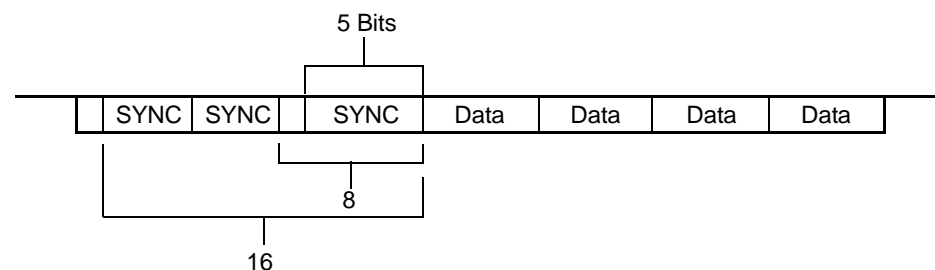 5 Bits
SYNC SYNC SYNC Data Data Data Data
8
16